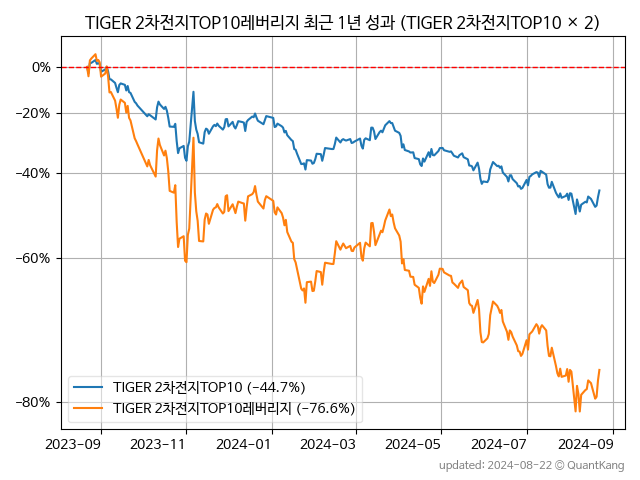 TIGER 2차전지TOP10레버리지 최근 1년 성과 (TIGER 2차전지TOP10 × 2)
0%
−20%
−40%
−60%
−80%
TIGER 2차전지TOP10 (−44.7%)
TIGER 2차전지TOP10레버리지 (−76.6%)
2023−09 2023−11 2024−01 2024−03 2024−05 2024−07 2024−09
updated: 2024-08-22 © QuantKang